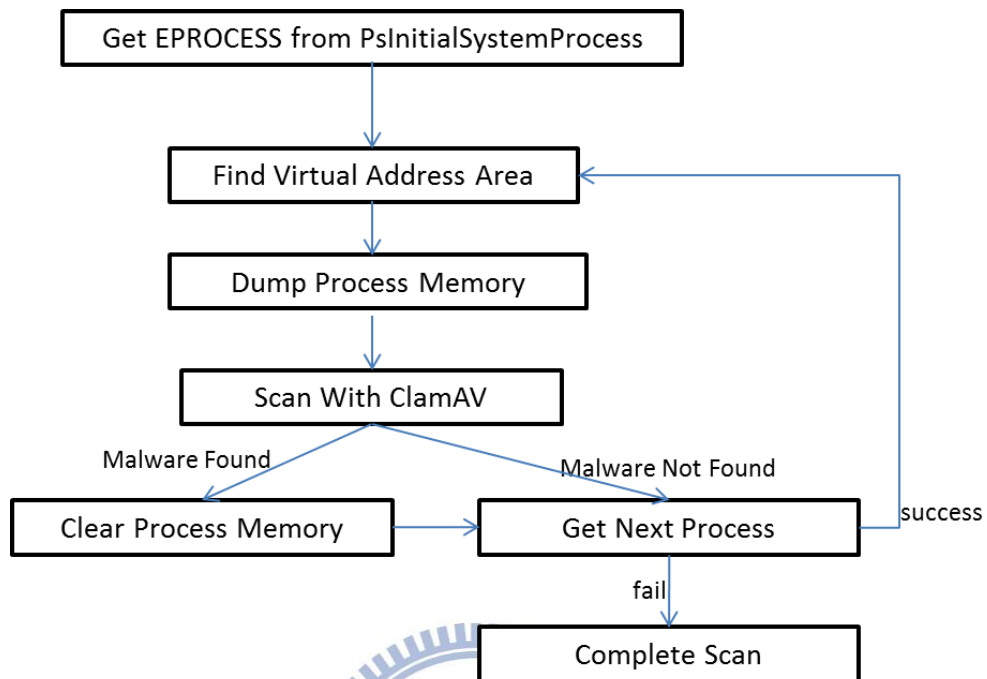 Get EPROCESS from PsInitialSystemProcess
Find Virtual Address Area
Dump Process Memory
Scan With ClamAV
Malware Found
Malware Not Found
Clear Process Memory
Get Next Process
success
fail
Complete Scan